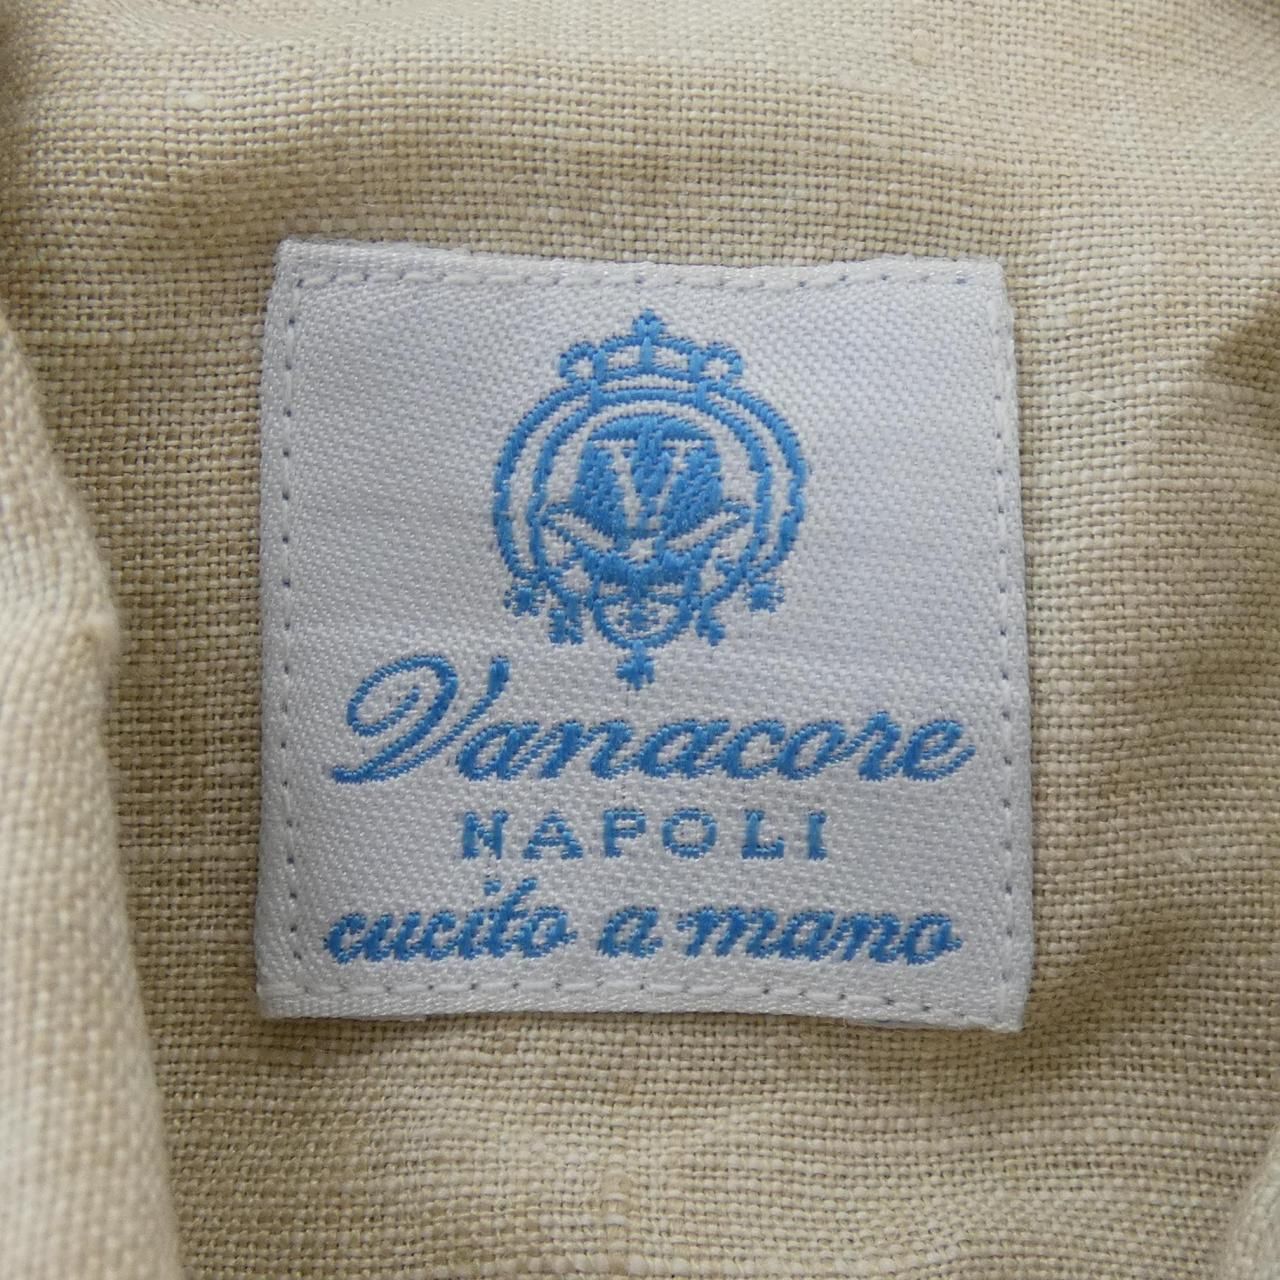 V
Vanacore
NAPOLI
cucito a mano